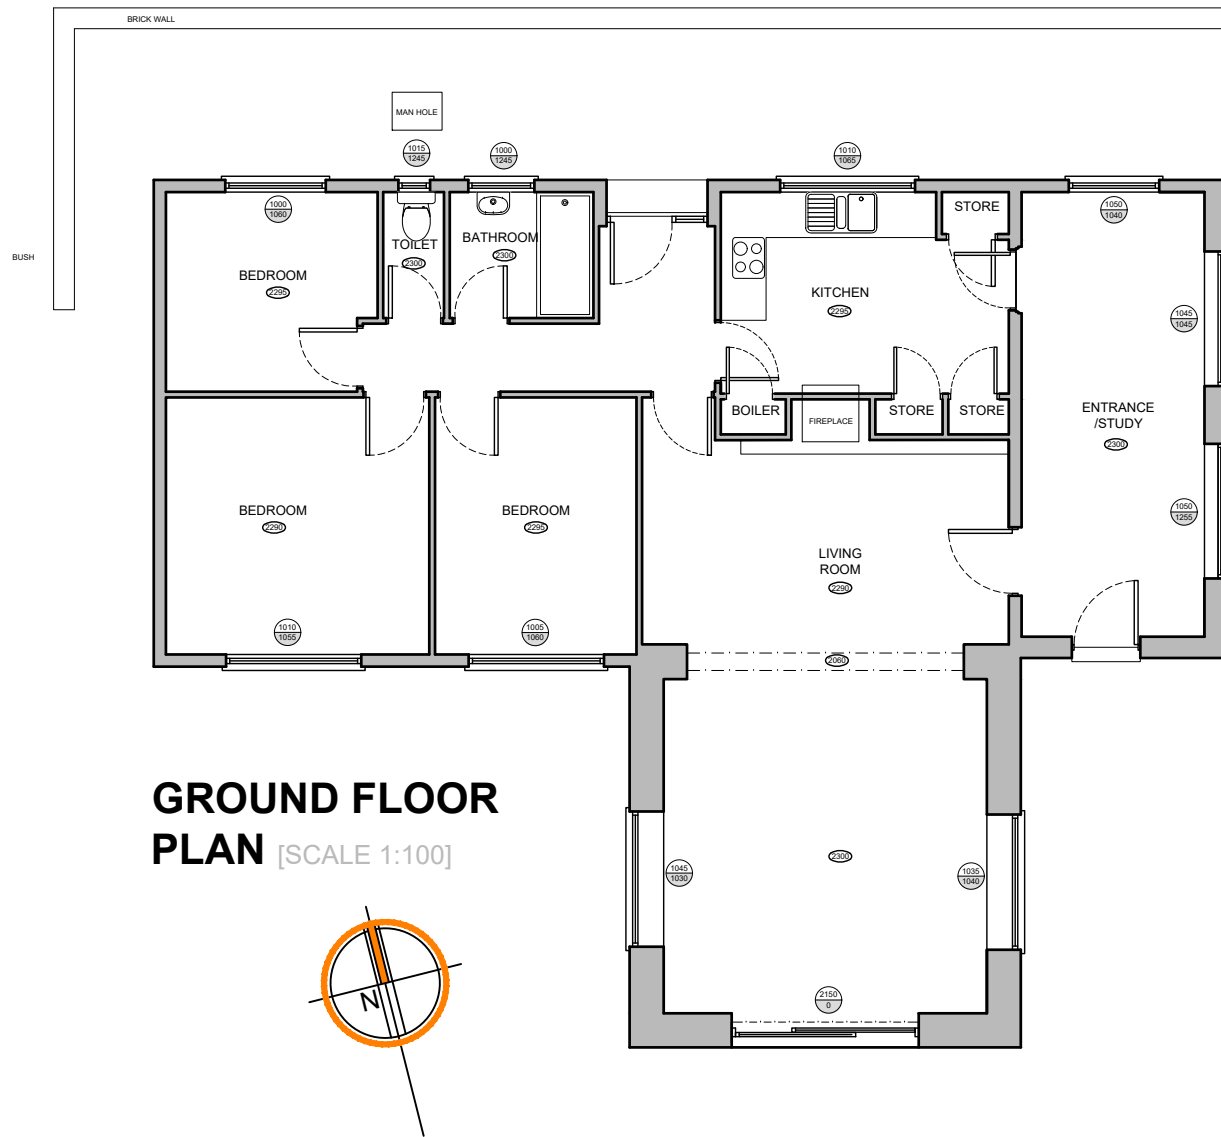 BRICK WALL
MAN HOLE
1015
1245
1000
1245
1010
1065
1000
1060
1050
1040
STORE
TOILET
2300
BATHROOM
2300
BUSH
BEDROOM
2295
KITCHEN
2295
1045
1045
BOILER
FIREPLACE
STORE
STORE
ENTRANCE
/STUDY
2300
BEDROOM
2290
BEDROOM
2295
1050
1255
LIVING
ROOM
2290
1010
1055
1005
1060
2060
GROUND FLOOR
PLAN [SCALE 1:100]
2300
1045
1030
1035
1040
N
2150
0